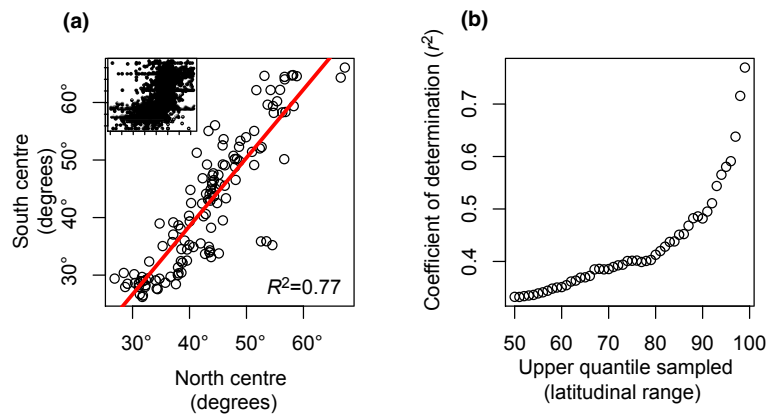 (a)
South centre
(degrees)
60°
50°
40°
30°
R²=0.77
30° 40° 50° 60°
North centre
(degrees)
(b)
Coefficient of determination (r²)
0.7
0.6
0.5
0.4
50 60 70 80 90 100
Upper quantile sampled
(latitudinal range)